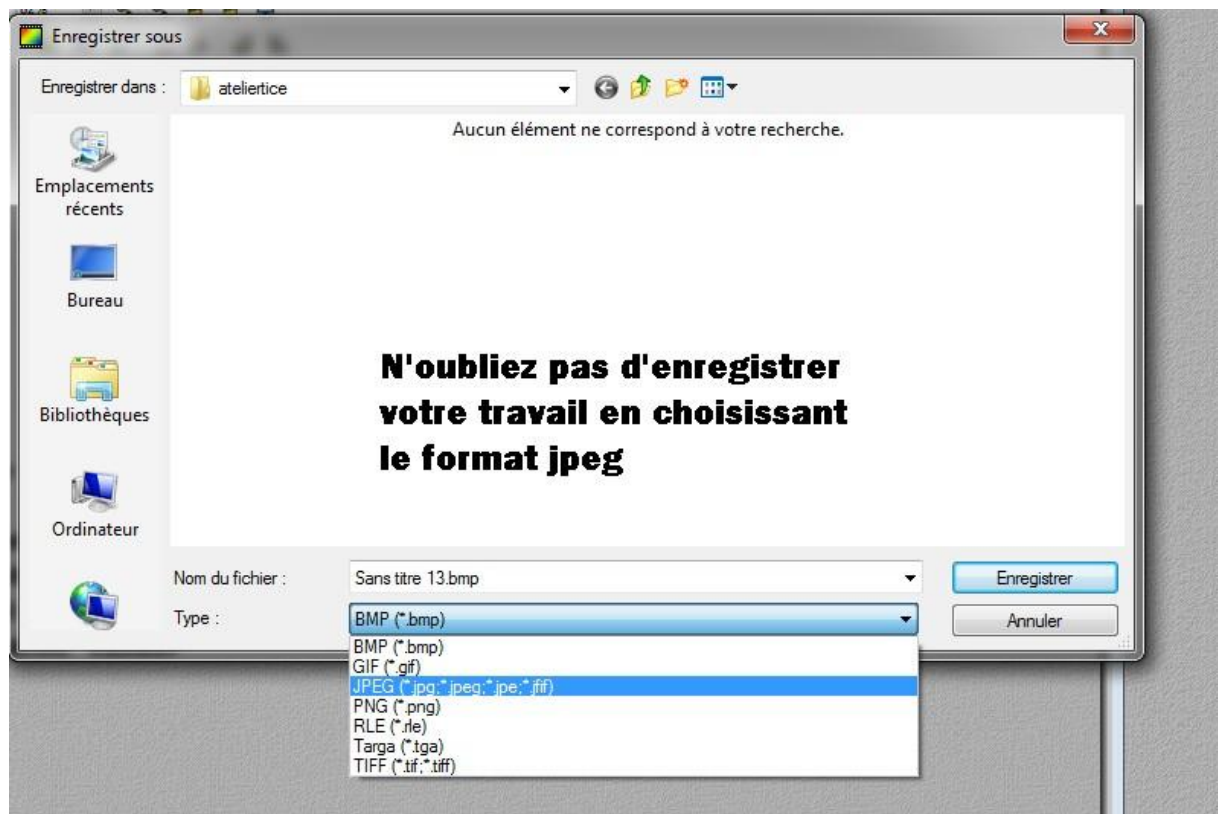 Enregistrer sous
Enregistrer dans :
ateliertice
Aucun élément ne correspond à votre recherche.
Emplacements
récents
Bureau
Bibliothèques
Ordinateur
N'oubliez pas d'enregistrer
votre travail en choisissant
le format jpeg
Nom du fichier :
Sans titre 13.bmp
Enregistrer
Type :
BMP (*.bmp)
Annuler
BMP (*.bmp)
GIF (*.gif)
JPEG (*.jpg;*.jpeg;*.jpe;*.jfif)
PNG (*.png)
RLE (*.rle)
Targa (*.tga)
TIFF (*.tif;*.tiff)